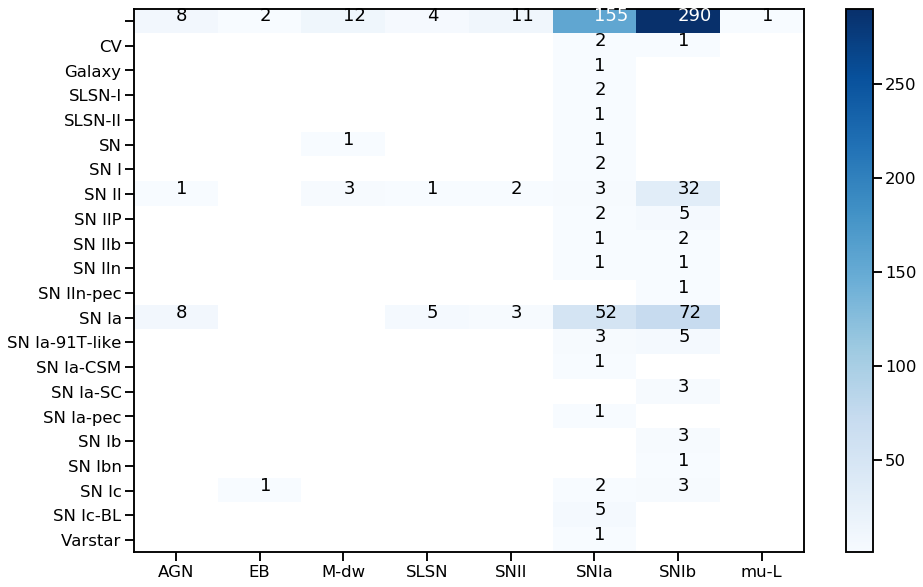 8 2 12 4 11 155 290 1
CV 2 1
Galaxy 1
SLSN-I 2
SLSN-II 1
SN 1 1
SN I 2
SN II 1 3 1 2 3 32
SN IIP 2 5
SN IIb 1 2
SN IIn 1 1
SN IIn-pec 1
SN Ia 8 5 3 52 72
SN Ia-91T-like 3 5
SN Ia-CSM 1
SN Ia-SC 3
SN Ia-pec 1
SN Ib 3
SN Ibn 1
SN Ic 1 2 3
SN Ic-BL 5
Varstar 1
AGN EB M-dw SLSN SNII SNIa SNIb mu-L
250
200
150
100
50